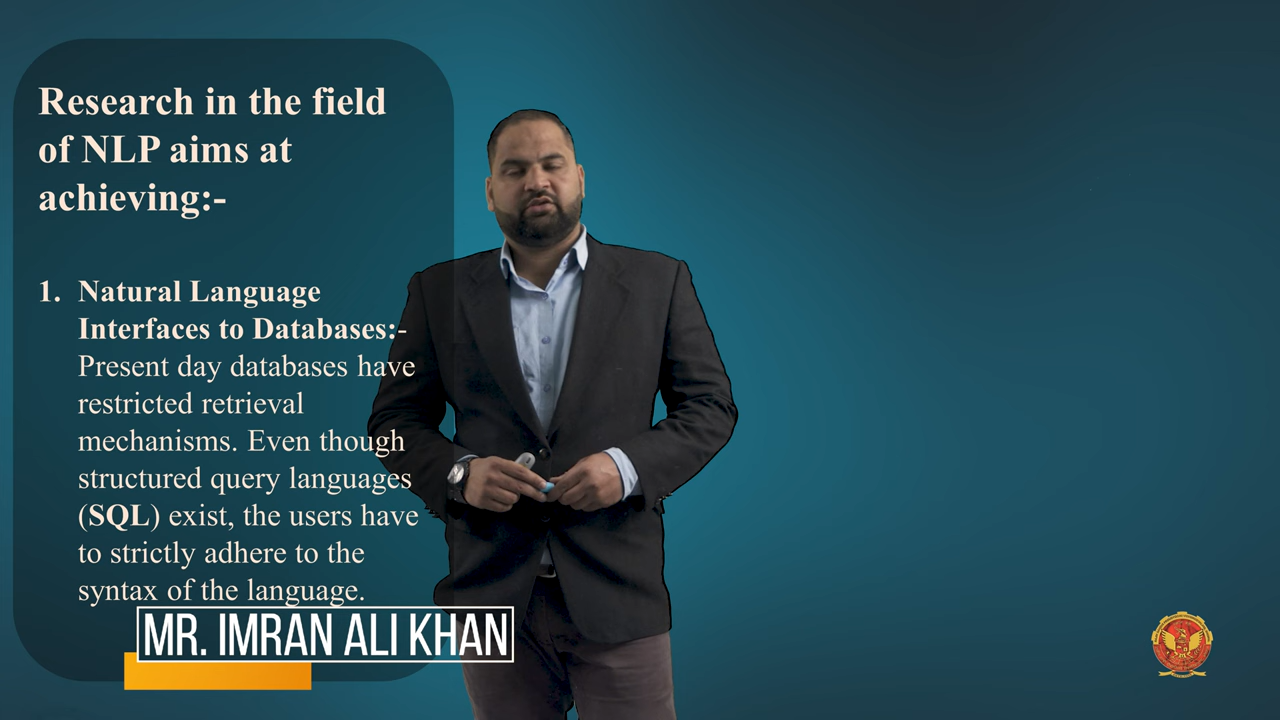 Research in the field
of NLP aims at
achieving:-
1. Natural Language
Interfaces to Databases:-
Present day databases have
restricted retrieval
mechanisms. Even though
structured query languages
(SQL) exist, the users have
to strictly adhere to the
syntax of the language.
MR. IMRAN ALI KHAN